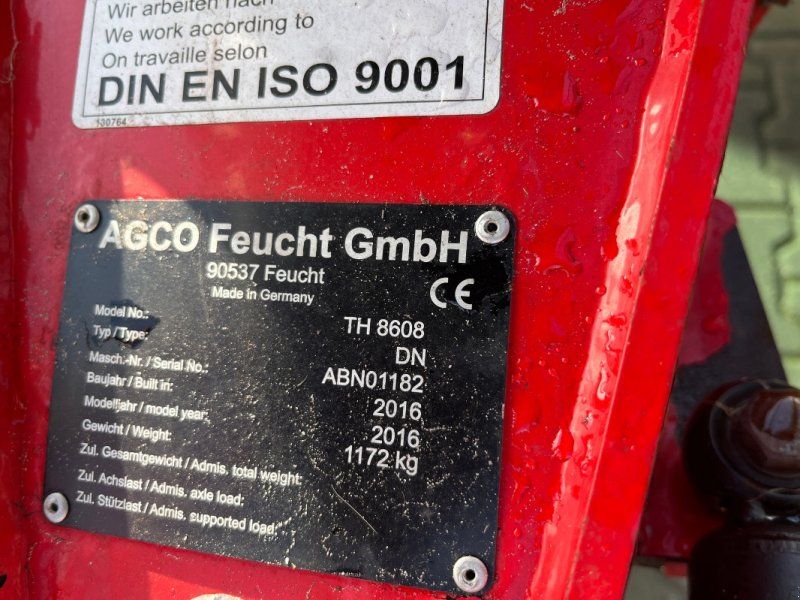 Wir arbeiten nach
We work according to
On travaille selon
DIN EN ISO 9001
130764
AGCO Feucht GmbH
90537 Feucht
Made in Germany
CE
Model No.: TH 8608
Typ / Type: DN
Masch.-Nr. / Serial No.: ABN01182
Baujahr / Built in: 2016
Modelljahr / model year: 2016
Gewicht / Weight: 1172 kg
Zul. Gesamtgewicht / Admis. total weight:
Zul. Achslast / Admis. axle load:
Zul. Stützlast / Admis. supported load: